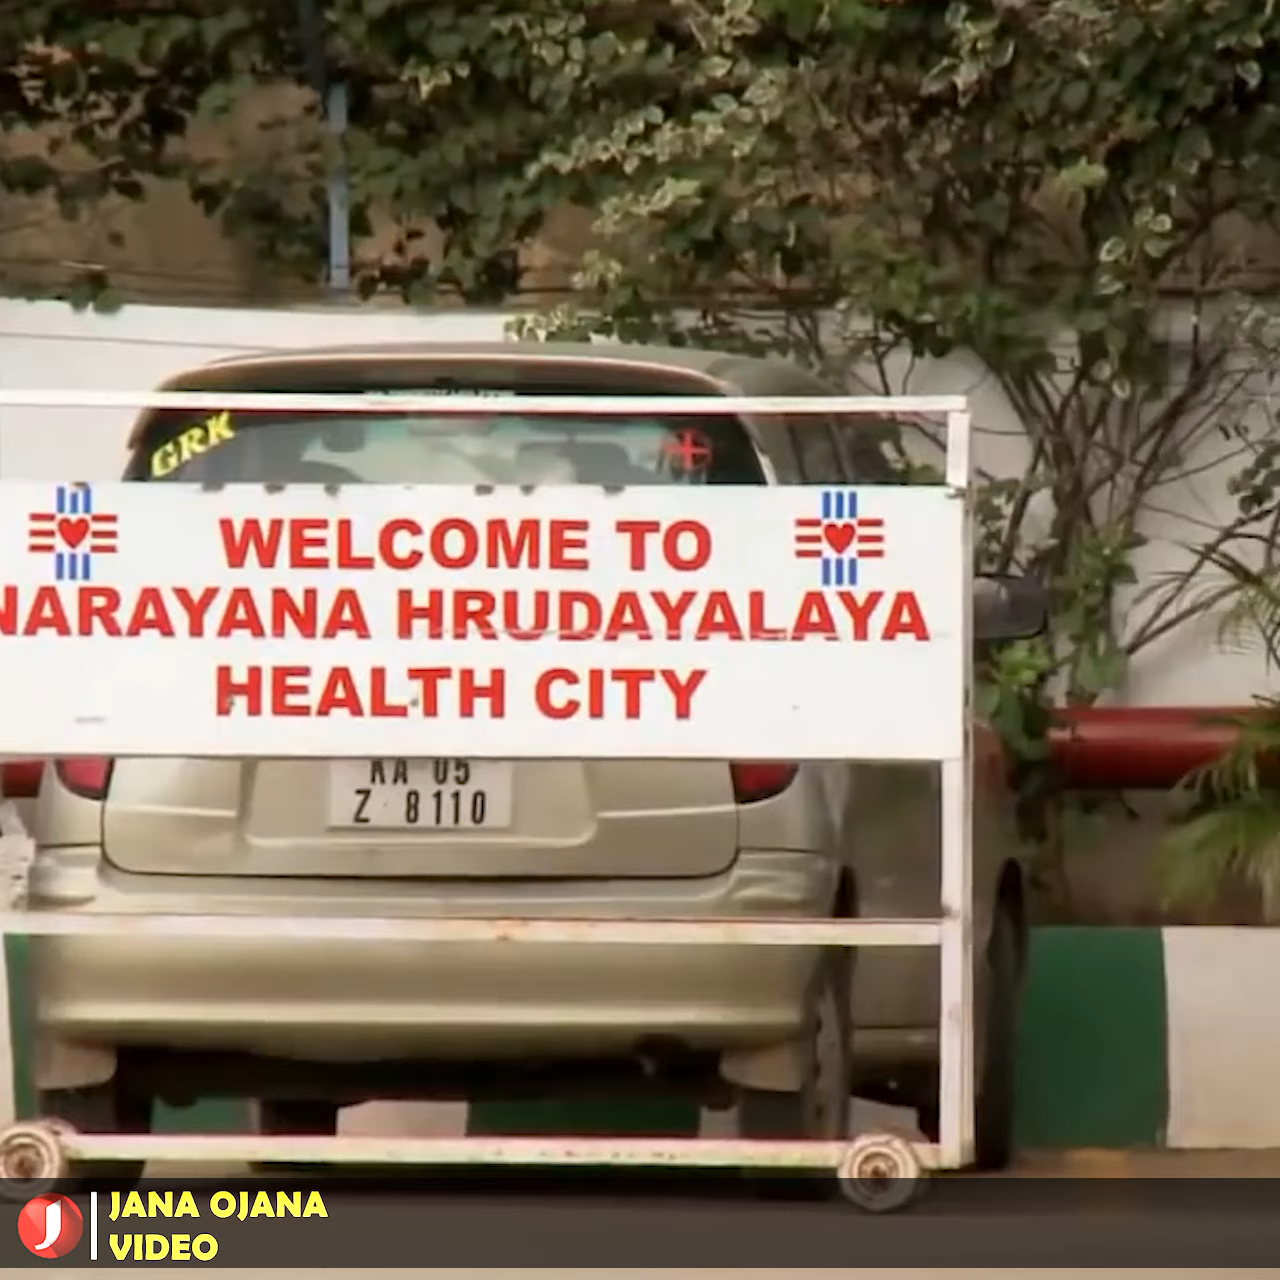 GRK
WELCOME TO
NARAYANA HRUDAYALAYA
HEALTH CITY
KA 05
Z 8110
JANA OJANA
VIDEO